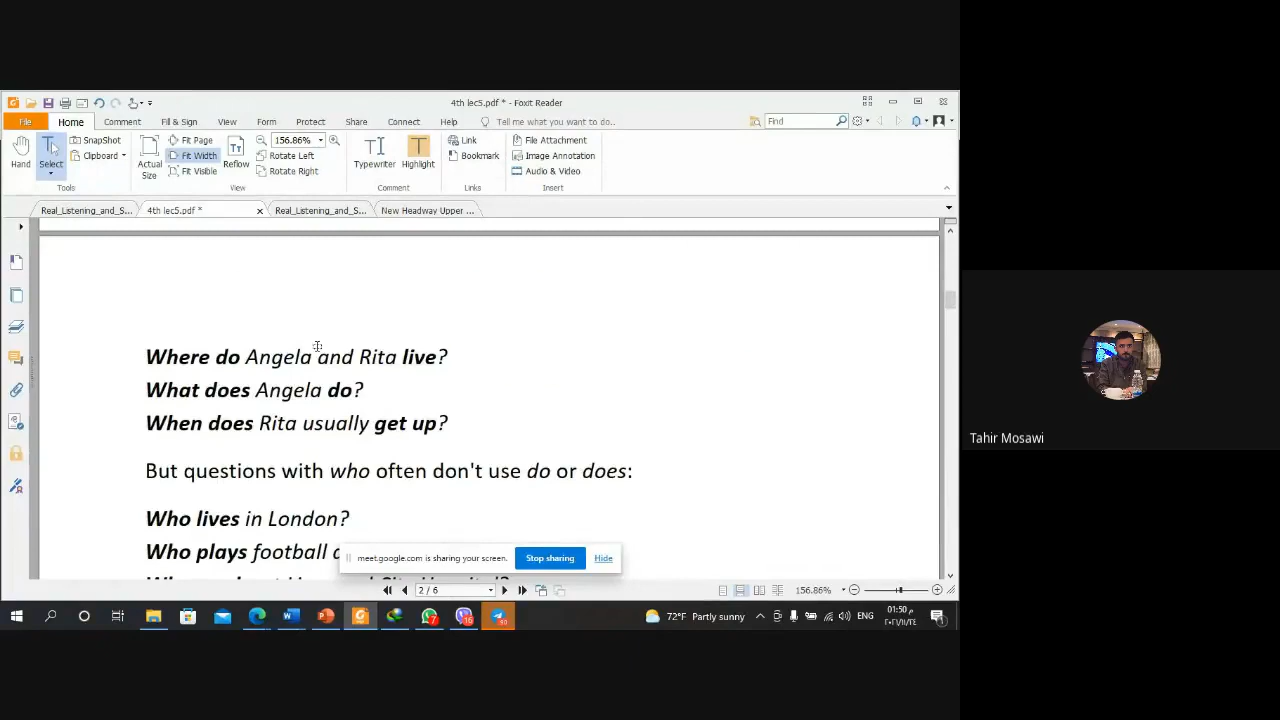 4th lec5.pdf * - Foxit Reader
File Home Comment Fill & Sign View Form Protect Share Connect Help Tell me what you want to do.. Find
Hand
Select
SnapShot
Clipboard
Tools
Actual Size
Fit Page
Fit Width
Fit Visible
Reflow
156.86%
Rotate Left
Rotate Right
View
Typewriter
Highlight
Comment
Link
Bookmark
Links
File Attachment
Image Annotation
Audio & Video
Insert
Real_Listening_and_S... 4th lec5.pdf * Real_Listening_and_S... New Headway Upper ...
Where do Angela and Rita live?
What does Angela do?
When does Rita usually get up?
But questions with who often don't use do or does:
Who lives in London?
Who plays football
meet.google.com is sharing your screen. Stop sharing Hide
2 / 6 156.86%
72°F Partly sunny ENG
01:50 م
Tahir Mosawi